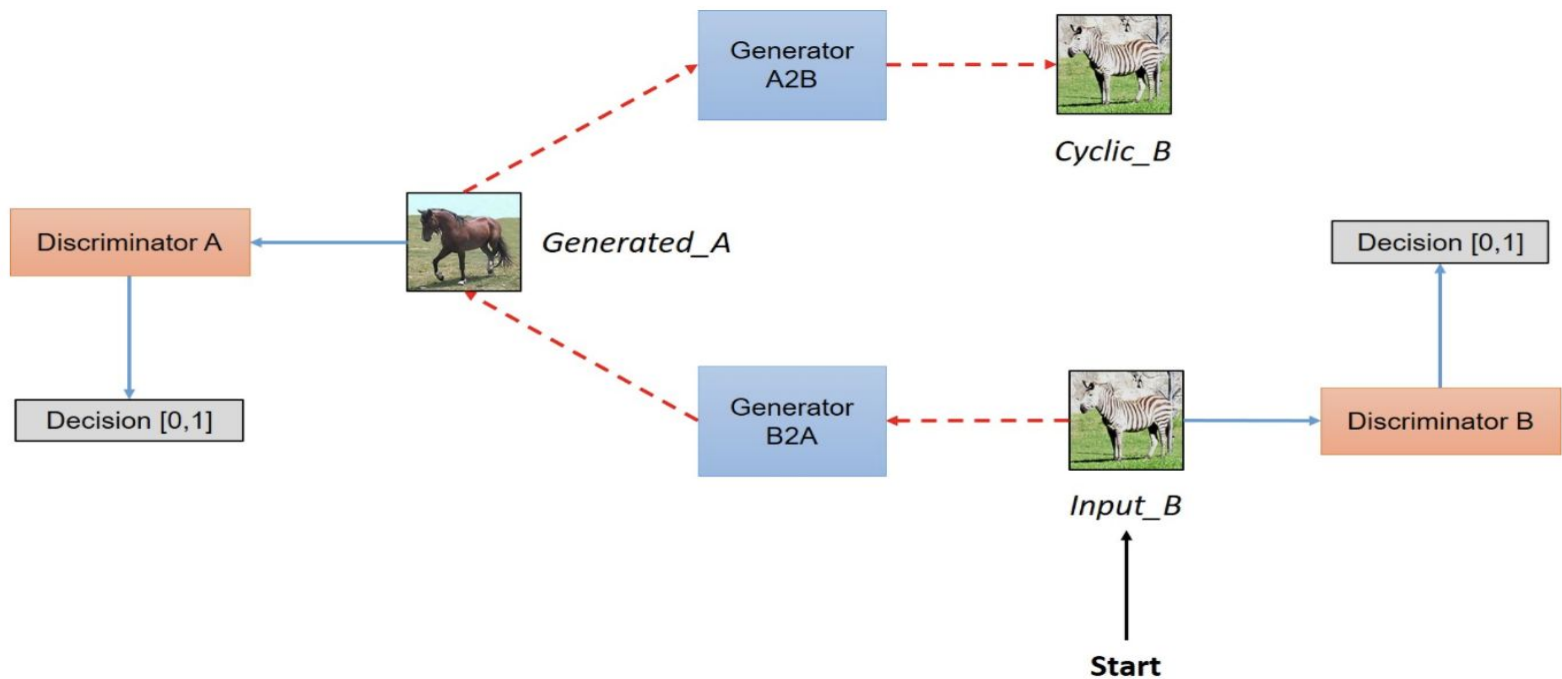 Generator
A2B
Cyclic_B
Discriminator A
Generated_A
Decision [0,1]
Decision [0,1]
Generator
B2A
Discriminator B
Input_B
Start